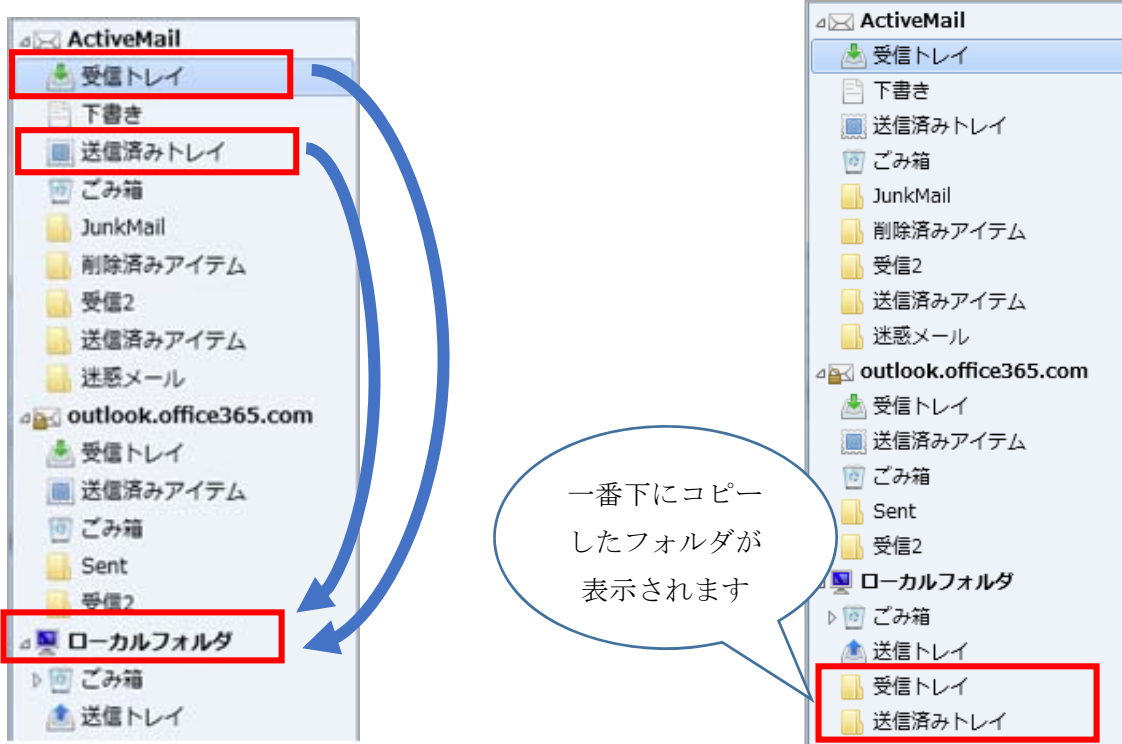 ActiveMail
受信トレイ
下書き
送信済みトレイ
ごみ箱
JunkMail
削除済みアイテム
受信2
送信済みアイテム
迷惑メール
outlook.office365.com
受信トレイ
送信済みアイテム
ごみ箱
Sent
受信2
ローカルフォルダ
ごみ箱
送信トレイ
一番下にコピー
したフォルダが
表示されます
ActiveMail
受信トレイ
下書き
送信済みトレイ
ごみ箱
JunkMail
削除済みアイテム
受信2
送信済みアイテム
迷惑メール
outlook.office365.com
受信トレイ
送信済みアイテム
ごみ箱
Sent
受信2
ローカルフォルダ
ごみ箱
送信トレイ
受信トレイ
送信済みトレイ